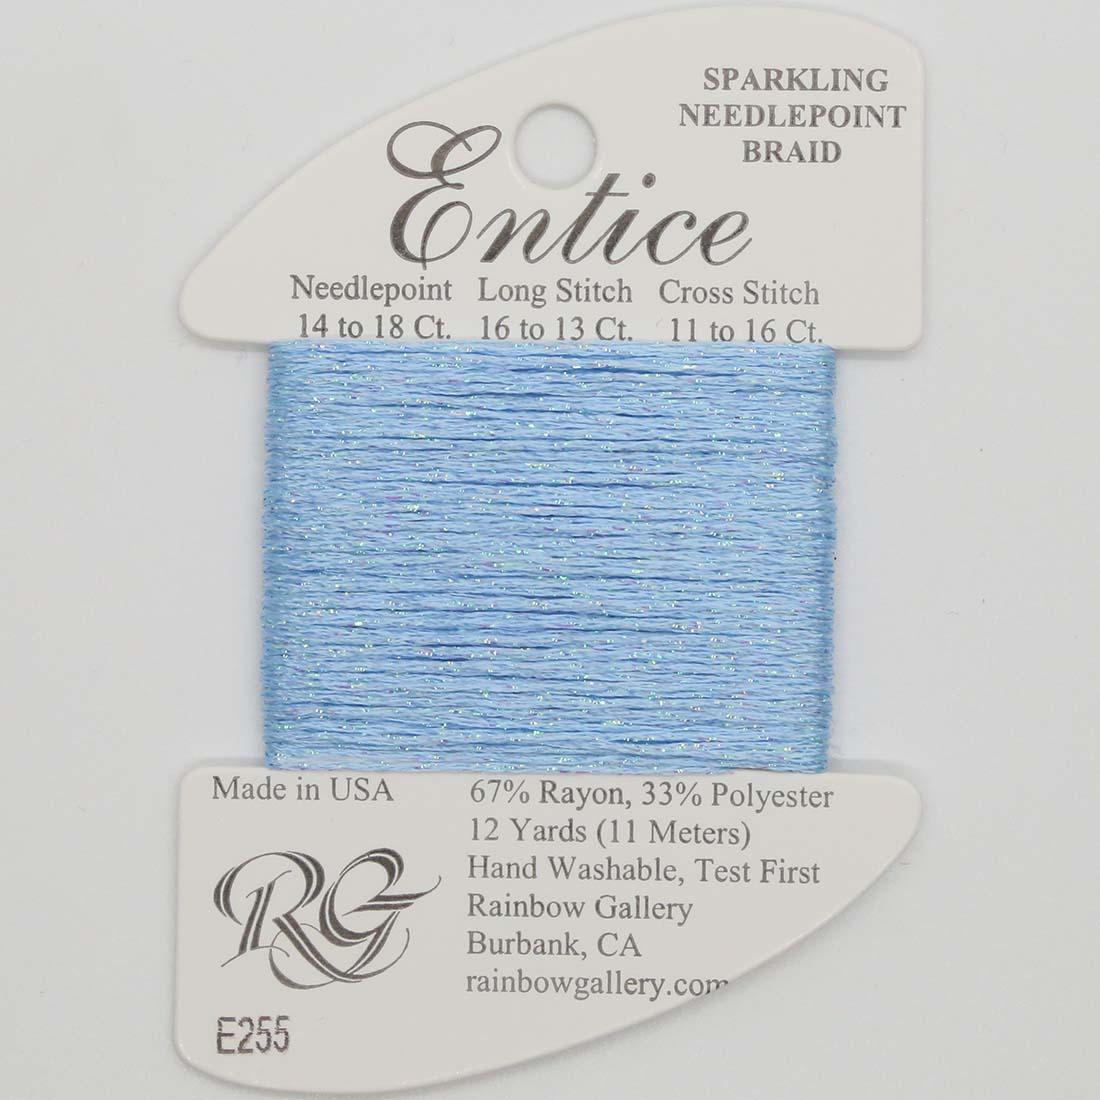 SPARKLING
NEEDLEPOINT
BRAID
Entice
Needlepoint Long Stitch Cross Stitch
14 to 18 Ct. 16 to 13 Ct. 11 to 16 Ct.
Made in USA
67% Rayon, 33% Polyester
12 Yards (11 Meters)
Hand Washable, Test First
Rainbow Gallery
Burbank, CA
rainbowgallery.com
RG
E255